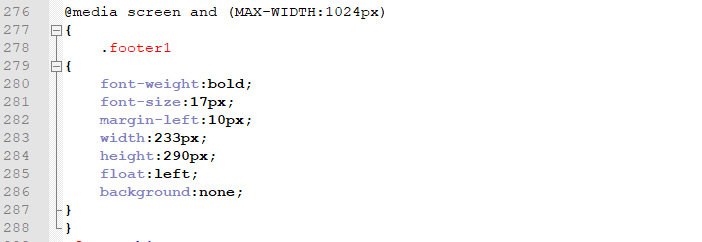 276 @media screen and (MAX-WIDTH:1024px)
277 {
278 .footer1
279 {
280 font-weight:bold;
281 font-size:17px;
282 margin-left:10px;
283 width:233px;
284 height:290px;
285 float:left;
286 background:none;
287 }
288 }